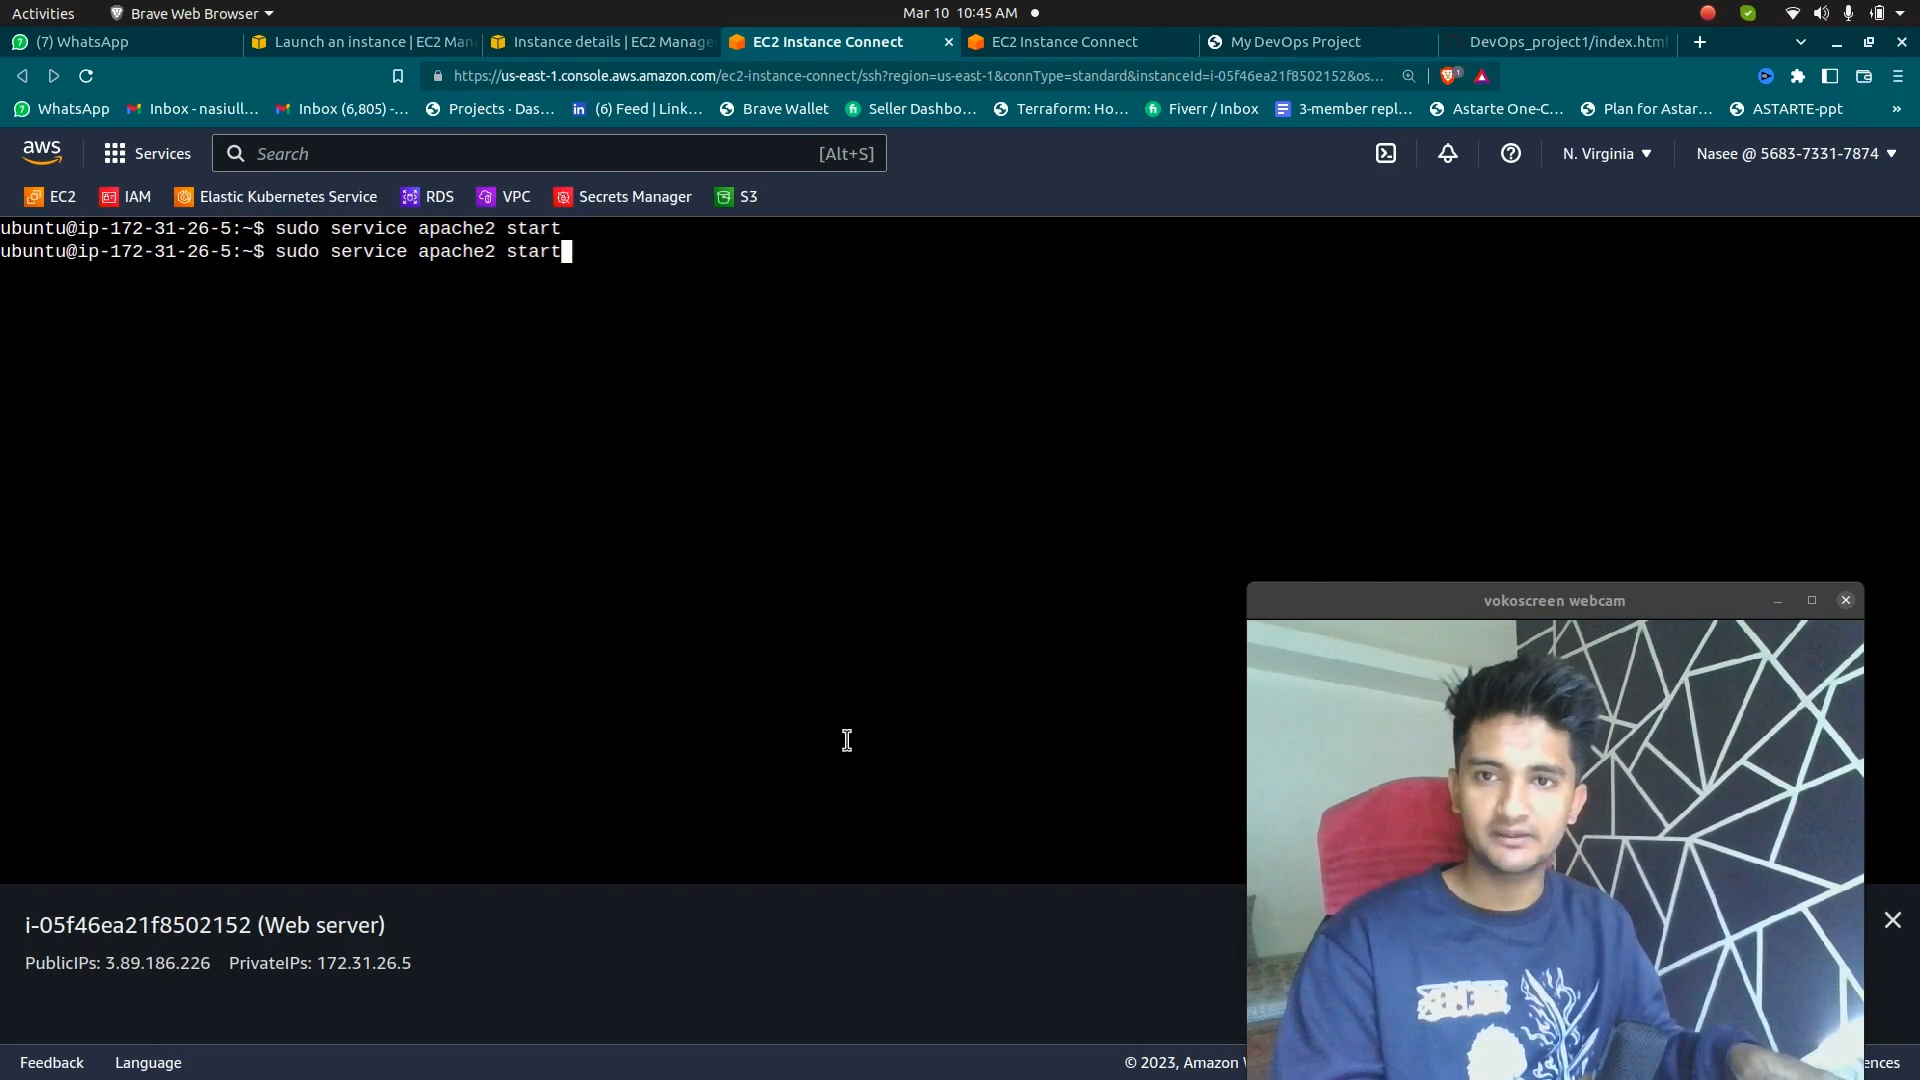 Activities
Brave Web Browser
Mar 10 10:45 AM
(7) WhatsApp
Launch an instance | EC2 Man
Instance details | EC2 Manage
EC2 Instance Connect
EC2 Instance Connect
My DevOps Project
DevOps_project1/index.html
https://us-east-1.console.aws.amazon.com/ec2-instance-connect/ssh?region=us-east-1&connType=standard&instanceId=i-05f46ea21f8502152&os...
1
WhatsApp
Inbox - nasiull...
Inbox (6,805) -...
Projects · Das...
(6) Feed | Link...
Brave Wallet
Seller Dashbo...
Terraform: Ho...
Fiverr / Inbox
3-member repl...
Astarte One-C...
Plan for Astar...
ASTARTE-ppt
»
aws
Services
Search
[Alt+S]
N. Virginia
Nasee @ 5683-7331-7874
EC2
IAM
Elastic Kubernetes Service
RDS
VPC
Secrets Manager
S3
ubuntu@ip-172-31-26-5:~$ sudo service apache2 start
ubuntu@ip-172-31-26-5:~$ sudo service apache2 start
vokoscreen webcam
i-05f46ea21f8502152 (Web server)
PublicIPs: 3.89.186.226 PrivateIPs: 172.31.26.5
Feedback
Language
© 2023, Amazon W
ences